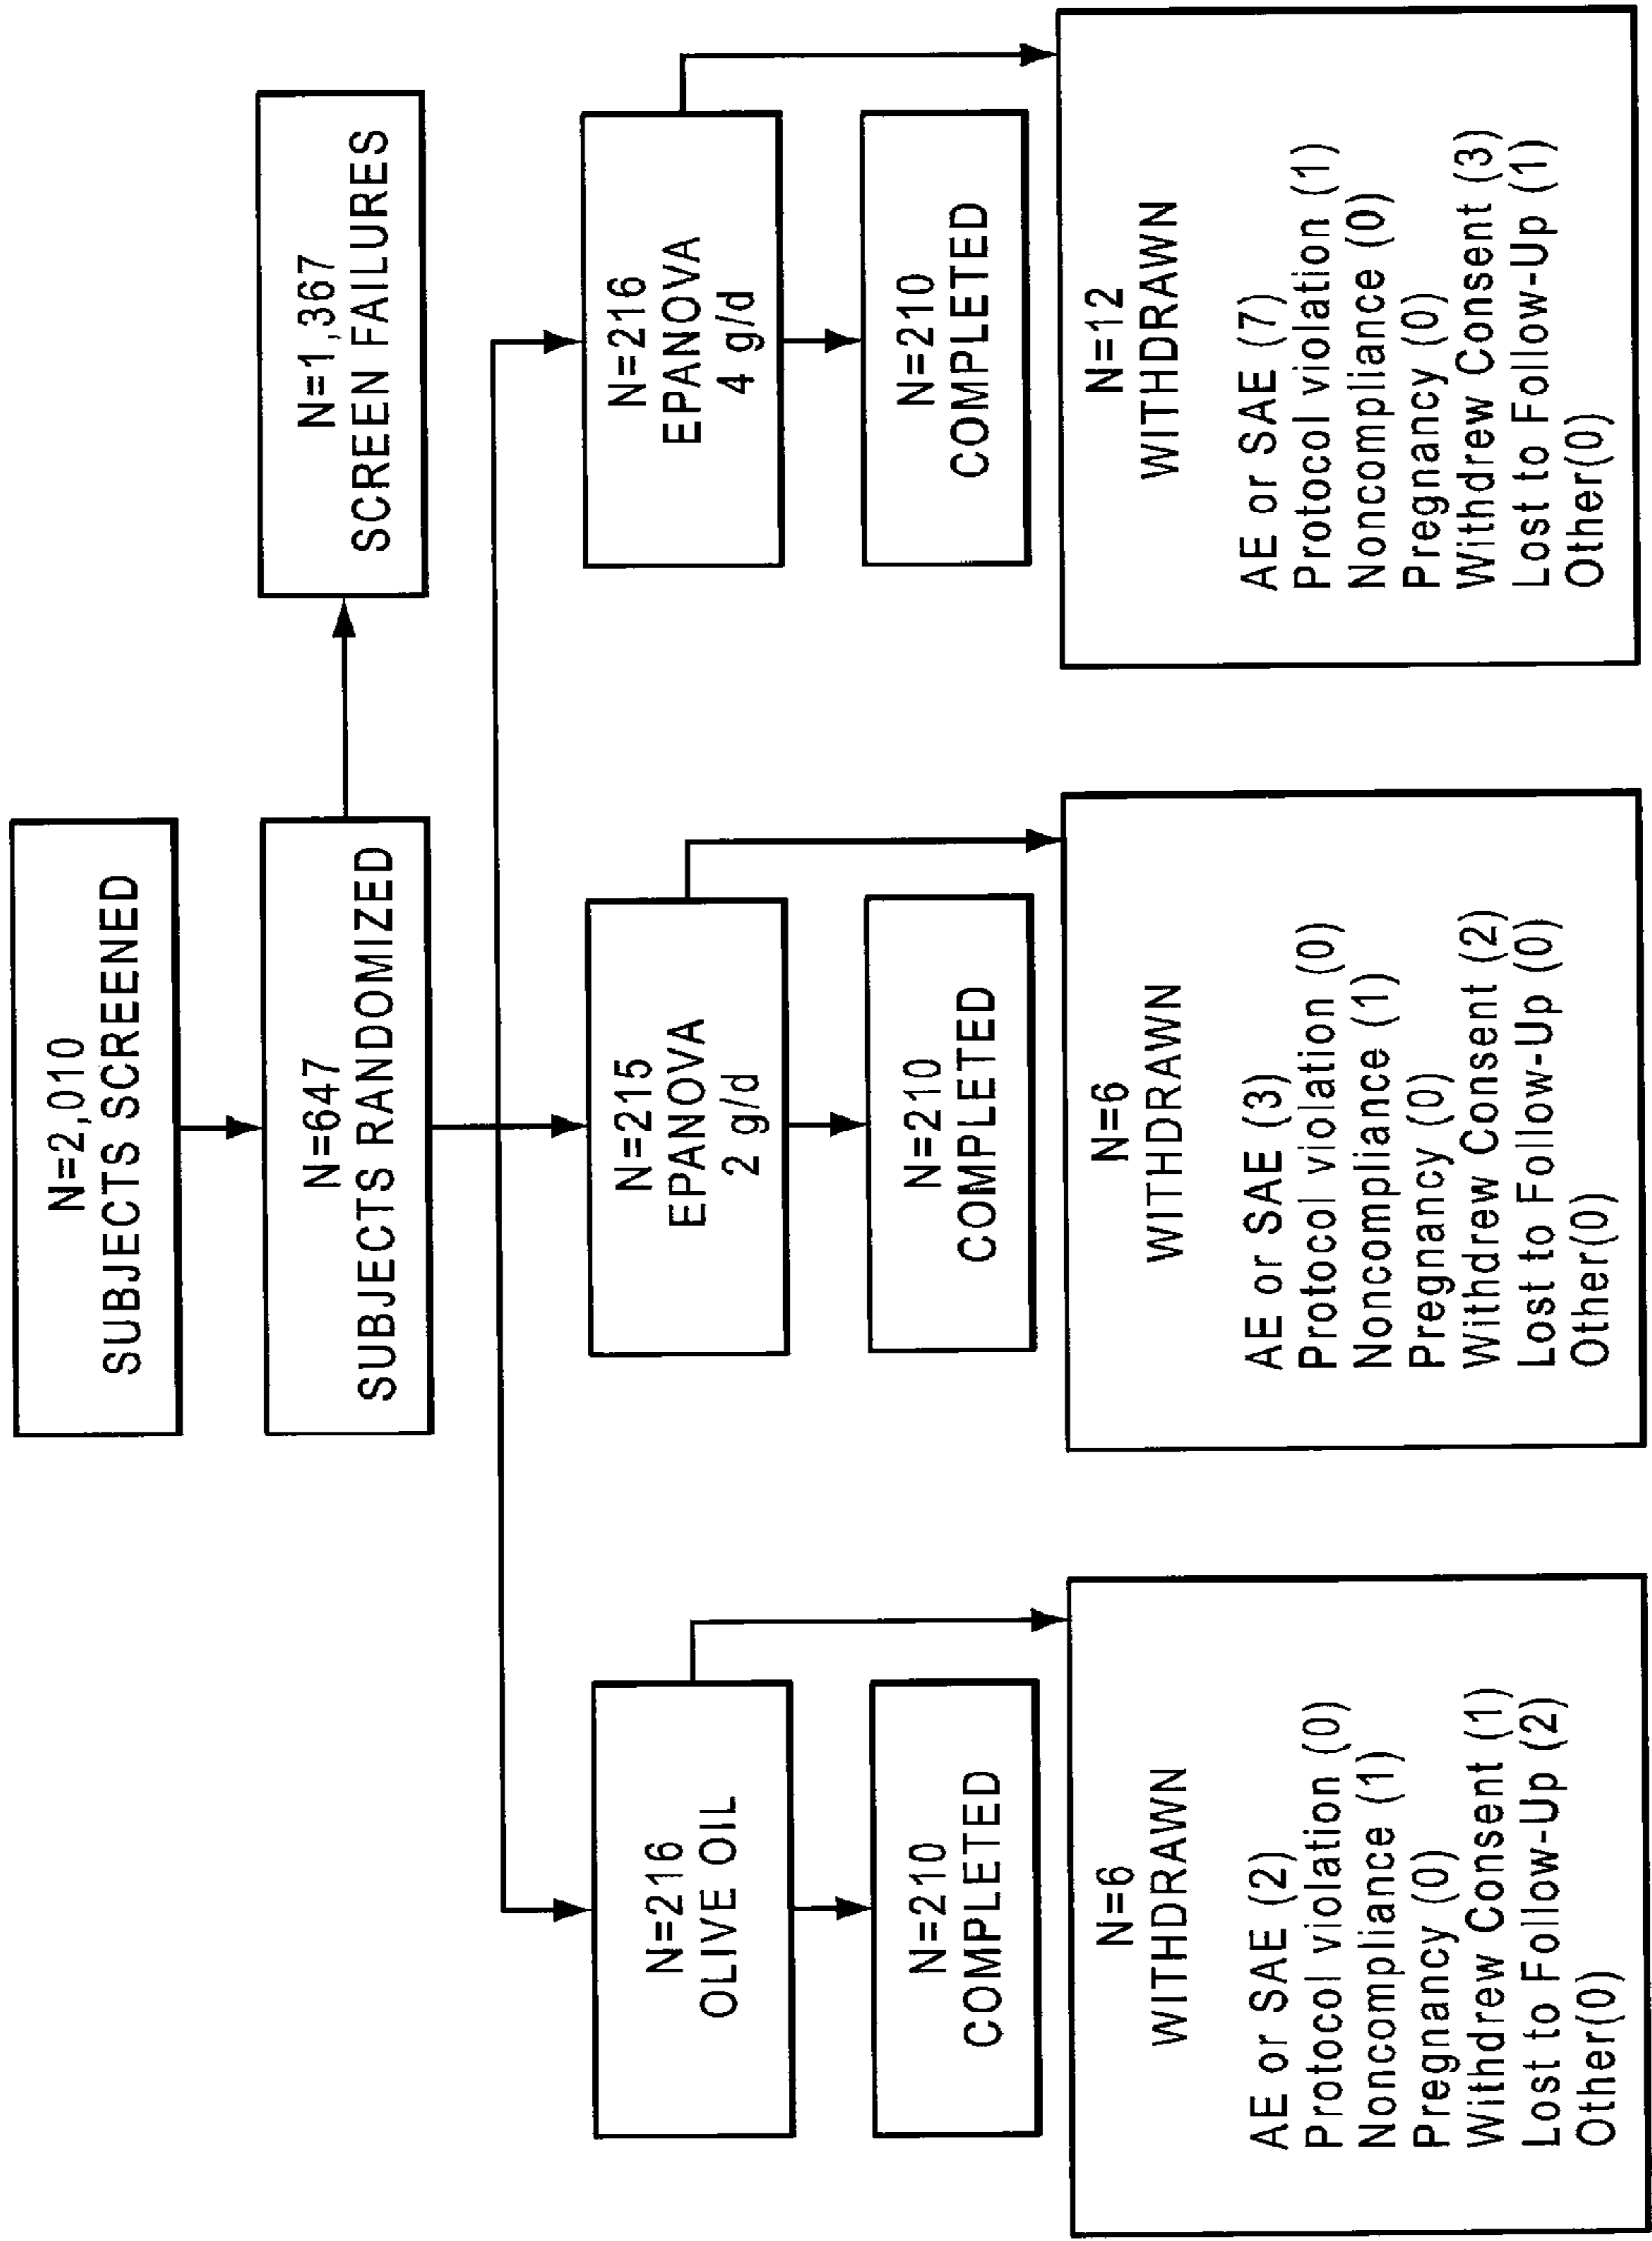 N=2,010
SUBJECTS SCREENED
N=647
SUBJECTS RANDOMIZED
N=1,367
SCREEN FAILURES
N=216
OLIVE OIL
N=215
EPANOVA
2 g/d
N=216
EPANOVA
4 g/d
N=210
COMPLETED
N=210
COMPLETED
N=210
COMPLETED
N=6
WITHDRAWN
AE or SAE (2)
Protocol violation (0)
Noncompliance (1)
Pregnancy (0)
Withdrew Consent (1)
Lost to Follow-Up (2)
Other(0)
N=6
WITHDRAWN
AE or SAE (3)
Protocol violation (0)
Noncompliance (1)
Pregnancy (0)
Withdrew Consent (2)
Lost to Follow-Up (0)
Other(0)
N=12
WITHDRAWN
AE or SAE (7)
Protocol violation (1)
Noncompliance (0)
Pregnancy (0)
Withdrew Consent (3)
Lost to Follow-Up (1)
Other(0)